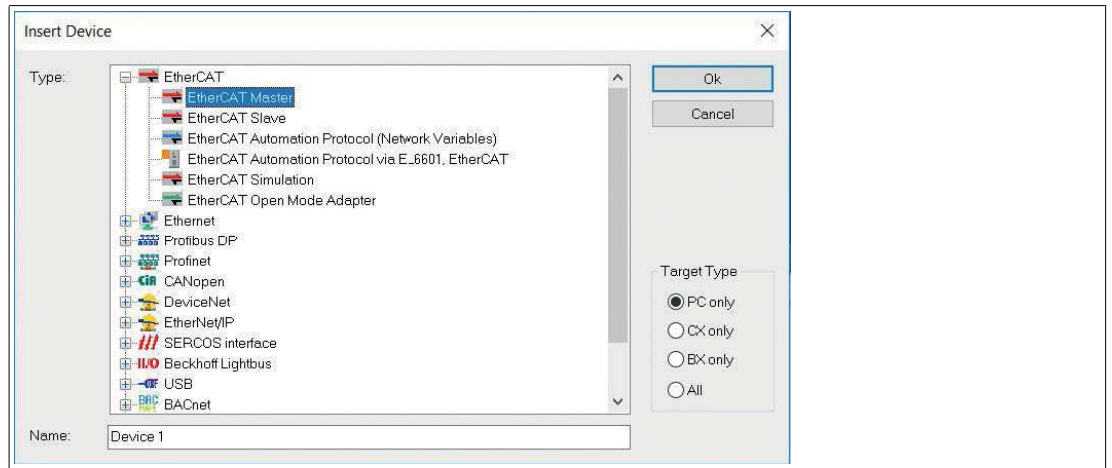 Insert Device
Type:
EtherCAT
EtherCAT Master
EtherCAT Slave
EtherCAT Automation Protocol (Network Variables)
EtherCAT Automation Protocol via E_6601, EtherCAT
EtherCAT Simulation
EtherCAT Open Mode Adapter
Ethernet
Profibus DP
Profinet
CiA CANopen
DeviceNet
EtherNet/IP
SERCOS interface
II/O Beckhoff Lightbus
USB
BACnet
Ok
Cancel
Target Type
PC only
CX only
BX only
All
Name:
Device 1